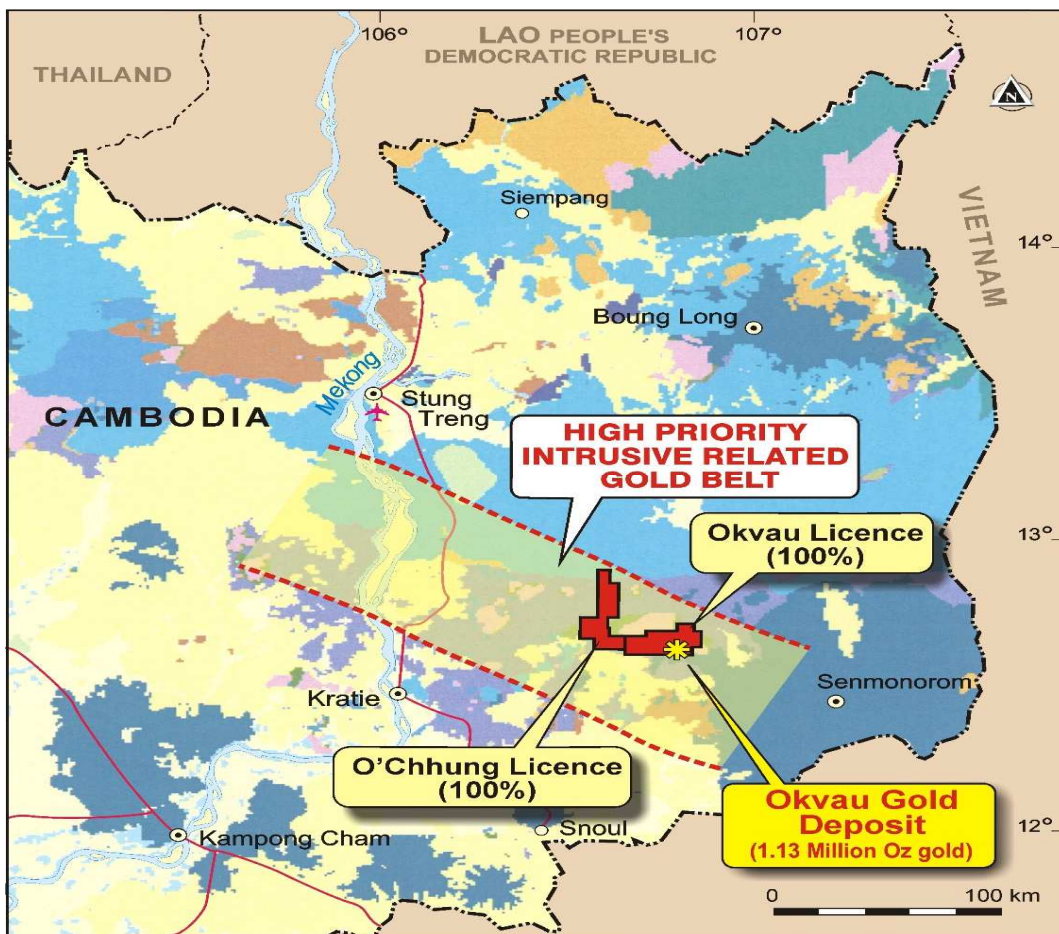 106°
107°
LAO PEOPLE'S
DEMOCRATIC REPUBLIC
THAILAND
N
Siempang
VIETNAM
14°
Boung Long
Mekong
Stung
Treng
CAMBODIA
HIGH PRIORITY
INTRUSIVE RELATED
GOLD BELT
13°
Okvau Licence
(100%)
Senmonorom
Kratie
O'Chhung Licence
(100%)
Okvau Gold
Deposit
(1.13 Million Oz gold)
Snoul
12°
Kampong Cham
0
100 km